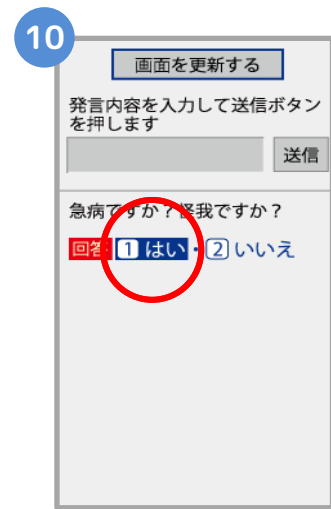 10
画面を更新する
発言内容を入力して送信ボタン
を押します
送信
急病ですか?怪我ですか?
回答 1 はい・2 いいえ